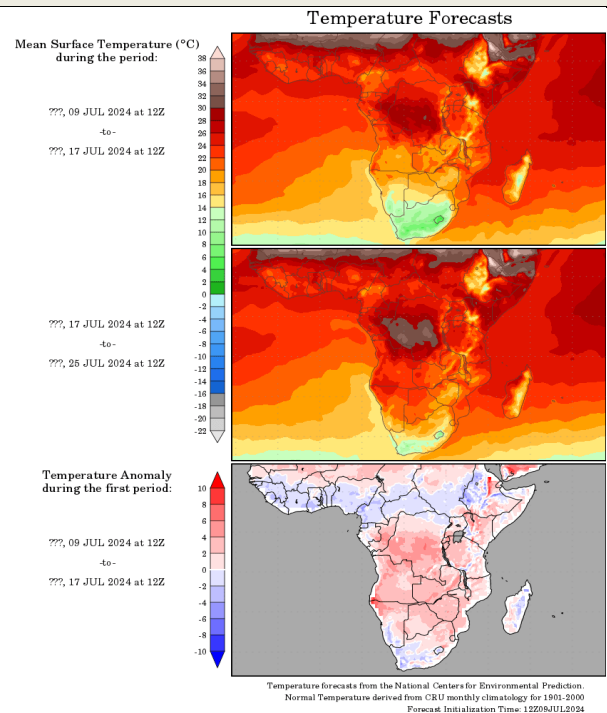 Temperature Forecasts
Mean Surface Temperature (°C)
during the period:
???, 09 JUL 2024 at 12Z
-to-
???, 17 JUL 2024 at 12Z
38
36
34
32
30
28
26
24
22
20
18
16
14
12
10
8
6
4
2
0
-2
-4
-6
-8
-10
-12
-14
-16
-18
-20
-22
???, 17 JUL 2024 at 12Z
-to-
???, 25 JUL 2024 at 12Z
Temperature Anomaly
during the first period:
???, 09 JUL 2024 at 12Z
-to-
???, 17 JUL 2024 at 12Z
10
8
6
4
2
0
-2
-4
-6
-8
-10
Temperature forecasts from the National Centers for Environmental Prediction.
Normal Temperature derived from CRU monthly climatology for 1901-2000
Forecast Initialization Time: 12Z09JUL2024